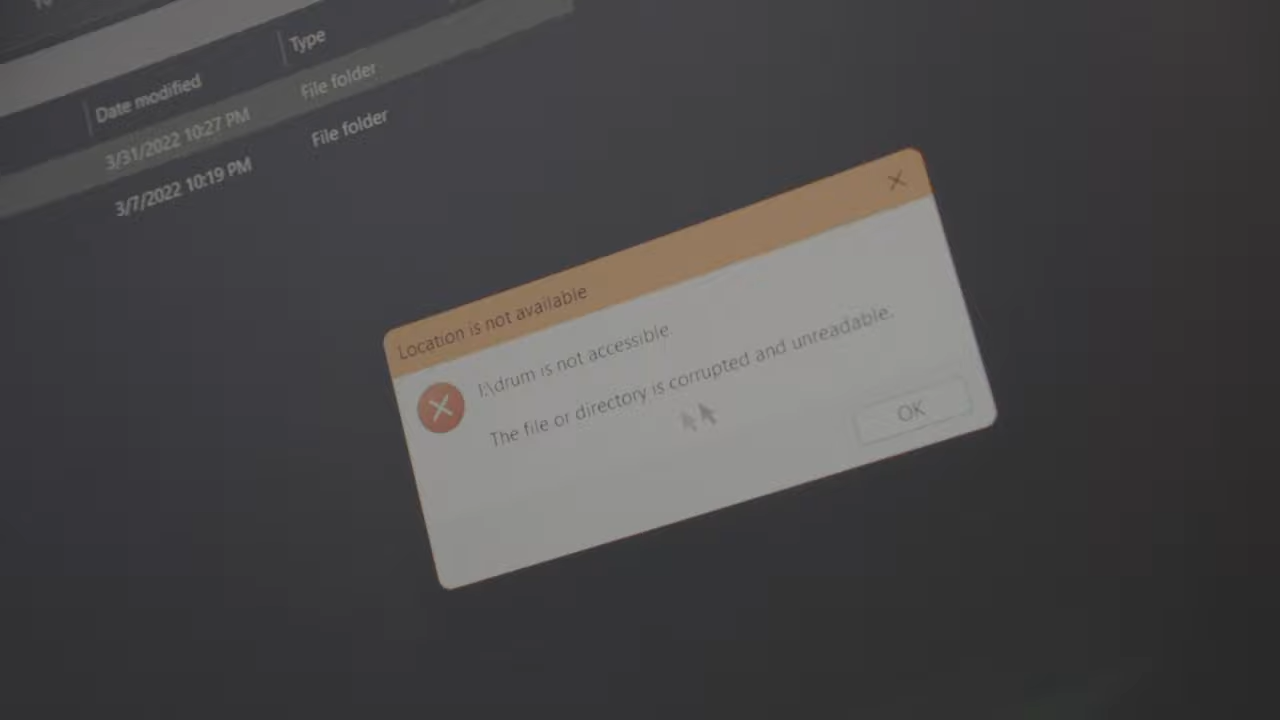 Type
Date modified
File folder
3/31/2022 10:27 PM
File folder
3/7/2022 10:19 PM
Location is not available
I:\drum is not accessible.
The file or directory is corrupted and unreadable.
OK